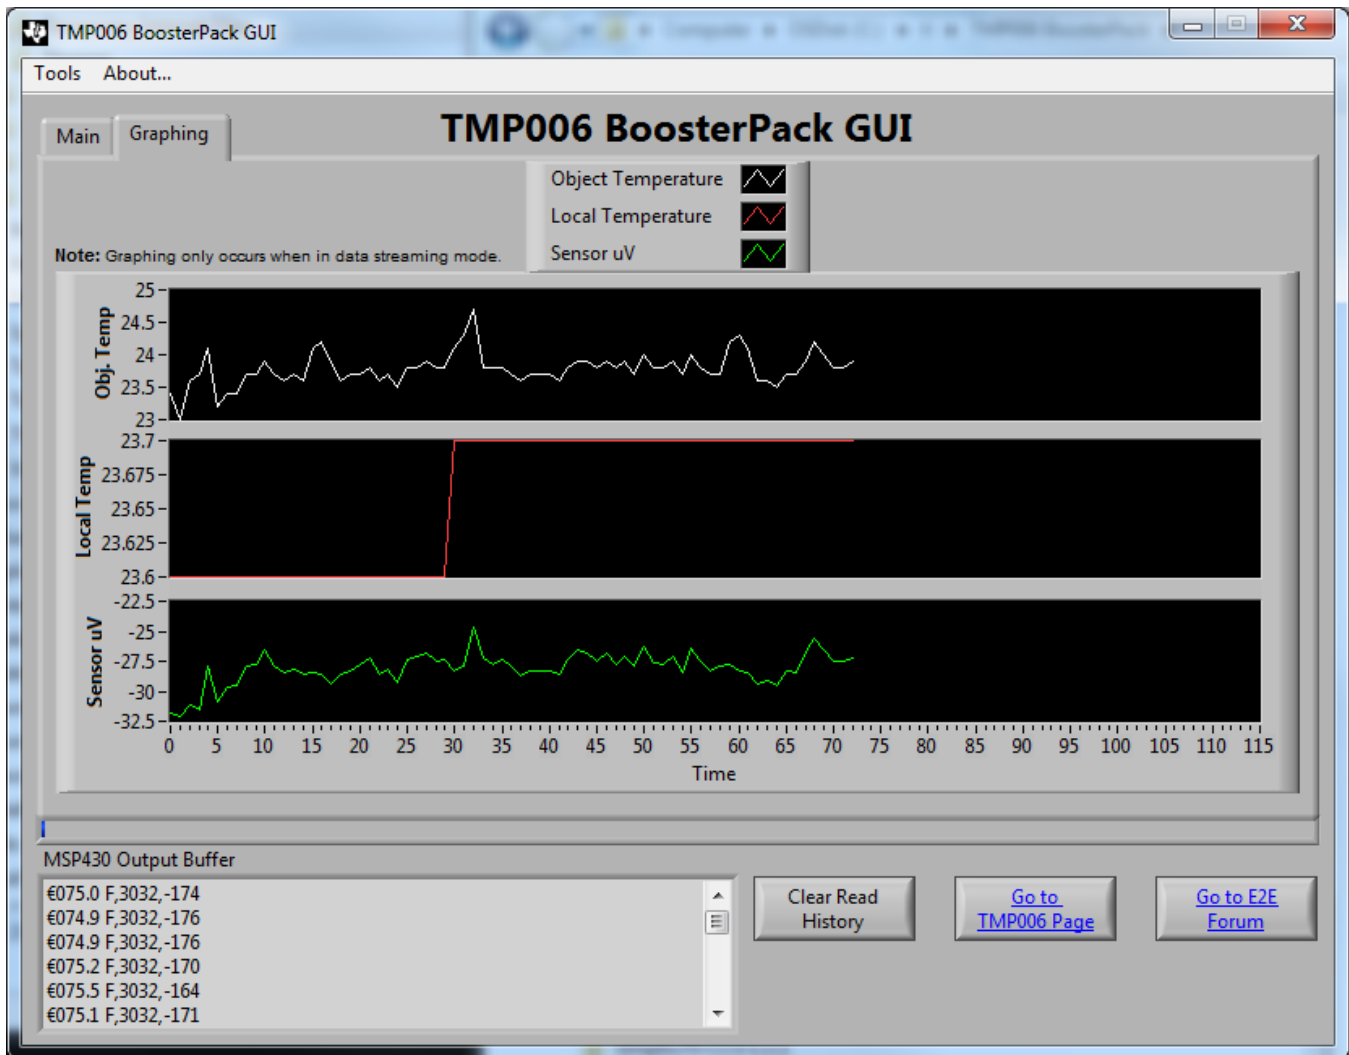 TMP006 BoosterPack GUI
Tools About...
TMP006 BoosterPack GUI
Main Graphing
Object Temperature
Local Temperature
Sensor uV
Note: Graphing only occurs when in data streaming mode.
Obj. Temp
25
24.5
24
23.5
23
Local Temp
23.7
23.675
23.65
23.625
23.6
Sensor uV
-22.5
-25
-27.5
-30
-32.5
0 5 10 15 20 25 30 35 40 45 50 55 60 65 70 75 80 85 90 95 100 105 110 115
Time
MSP430 Output Buffer
€075.0 F,3032,-174
€074.9 F,3032,-176
€074.9 F,3032,-176
€075.2 F,3032,-170
€075.5 F,3032,-164
€075.1 F,3032,-171
Clear Read
History
Go to
TMP006 Page
Go to E2E
Forum